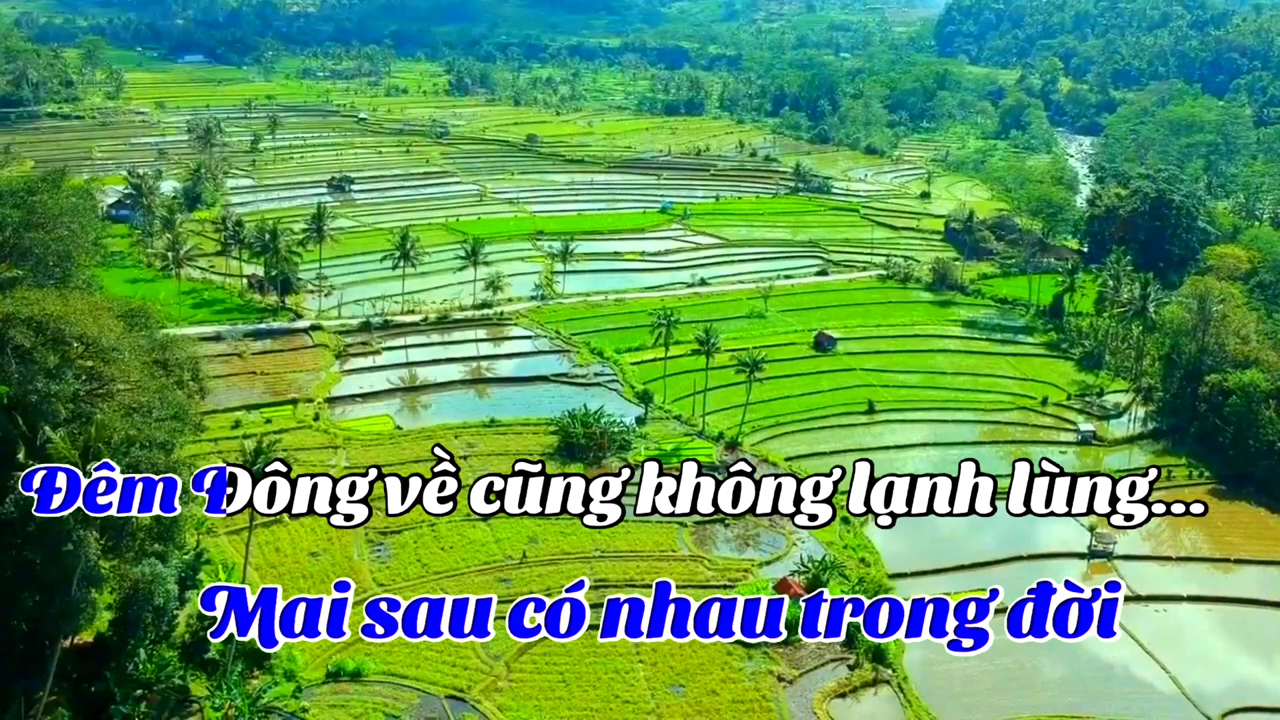 Đêm Đông về cũng không lạnh lùng...
Mai sau có nhau trong đời